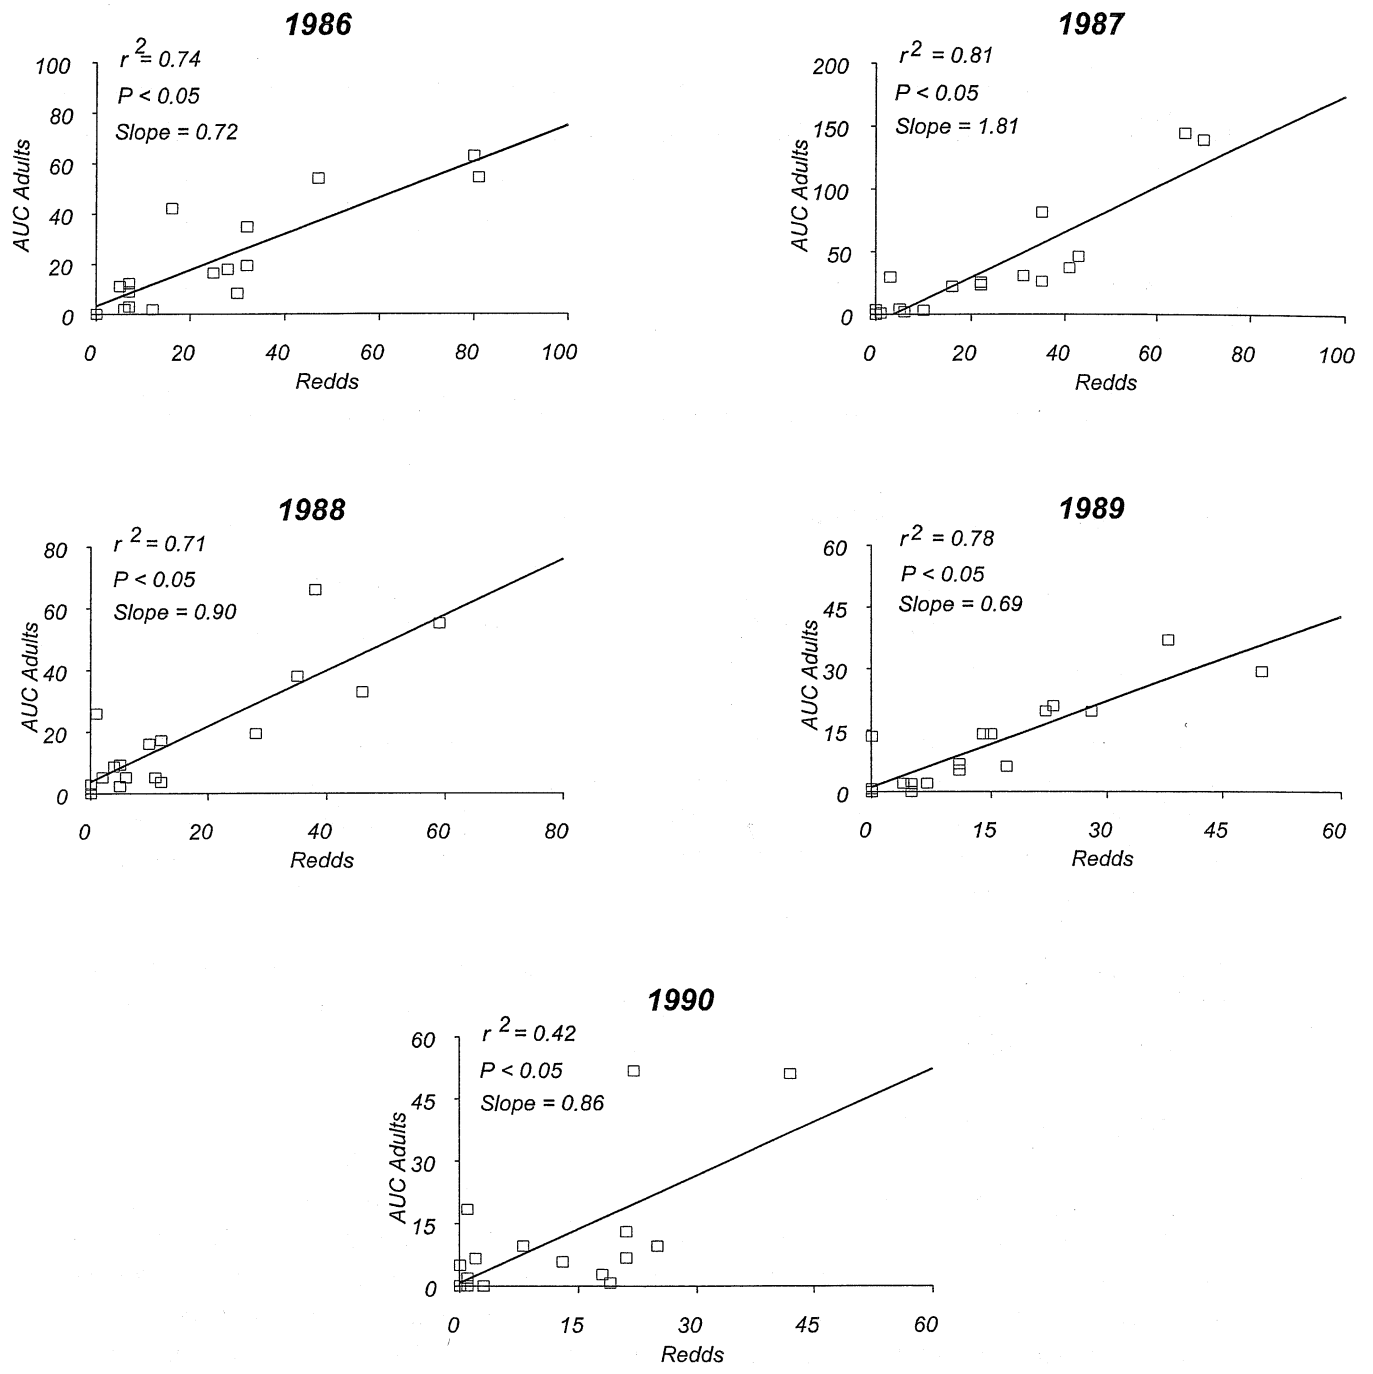 1986
r 2 = 0.74
P < 0.05
Slope = 0.72
100
80
60
40
20
0
AUC Adults
0 20 40 60 80 100
Redds
1987
r2 = 0.81
P < 0.05
Slope = 1.81
200
150
100
50
0
AUC Adults
0 20 40 60 80 100
Redds
1988
r 2 = 0.71
P < 0.05
Slope = 0.90
80
60
40
20
0
AUC Adults
0 20 40 60 80
Redds
1989
r2 = 0.78
P < 0.05
Slope = 0.69
60
45
30
15
0
AUC Adults
0 15 30 45 60
Redds
1990
r 2 = 0.42
P < 0.05
Slope = 0.86
60
45
30
15
0
AUC Adults
0 15 30 45 60
Redds